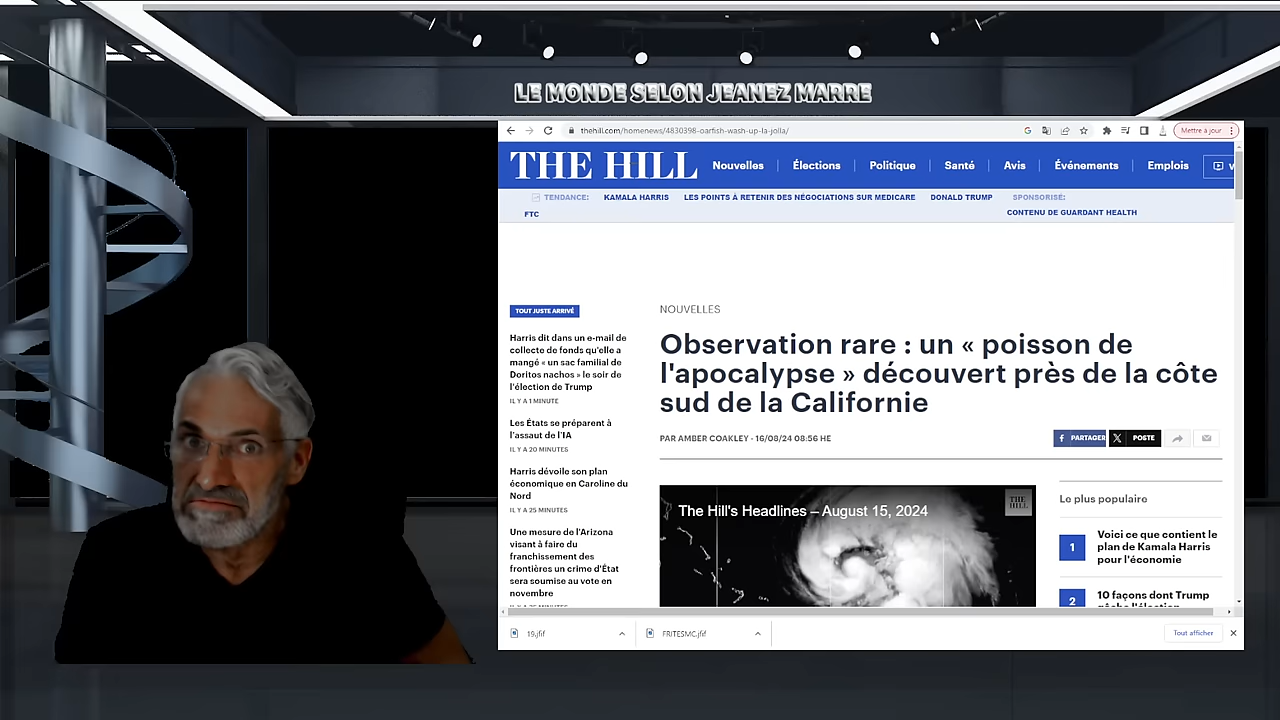 LE MONDE SELON JEANEZ MARRE
thehill.com/homenews/4830398-oarfish-wash-up-la-jolla/
Mettre à jour
THE HILL
Nouvelles
Élections
Politique
Santé
Avis
Événements
Emplois
TENDANCE:
KAMALA HARRIS
LES POINTS À RETENIR DES NÉGOCIATIONS SUR MEDICARE
DONALD TRUMP
FTC
SPONSORISÉ:
CONTENU DE GUARDANT HEALTH
TOUT JUSTE ARRIVÉ
Harris dit dans un e-mail de
collecte de fonds qu'elle a
mangé « un sac familial de
Doritos nachos » le soir de
l'élection de Trump
IL Y A 1 MINUTE
Les États se préparent à
l'assaut de l'IA
IL Y A 20 MINUTES
Harris dévoile son plan
économique en Caroline du
Nord
IL Y A 25 MINUTES
Une mesure de l'Arizona
visant à faire du
franchissement des
frontières un crime d'État
sera soumise au vote en
novembre
NOUVELLES
Observation rare : un « poisson de
l'apocalypse » découvert près de la côte
sud de la Californie
PAR AMBER COAKLEY - 16/08/24 08:56 HE
PARTAGER
POSTE
The Hill's Headlines – August 15, 2024
THE
HILL
Le plus populaire
1
Voici ce que contient le
plan de Kamala Harris
pour l'économie
2
10 façons dont Trump
19.jfif
FRITESMC.jfif
Tout afficher